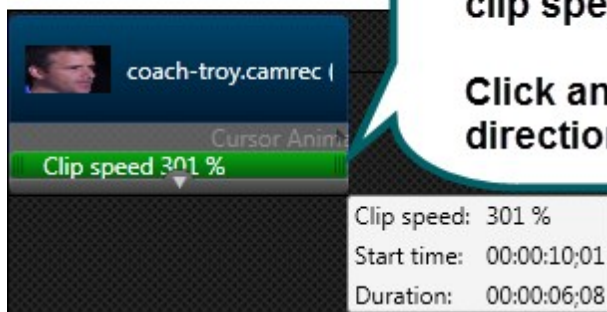 clip spe
Click an
direction
coach-troy.camrec (
Cursor Anima
Clip speed 301 %
Clip speed: 301 %
Start time: 00:00:10;01
Duration: 00:00:06;08